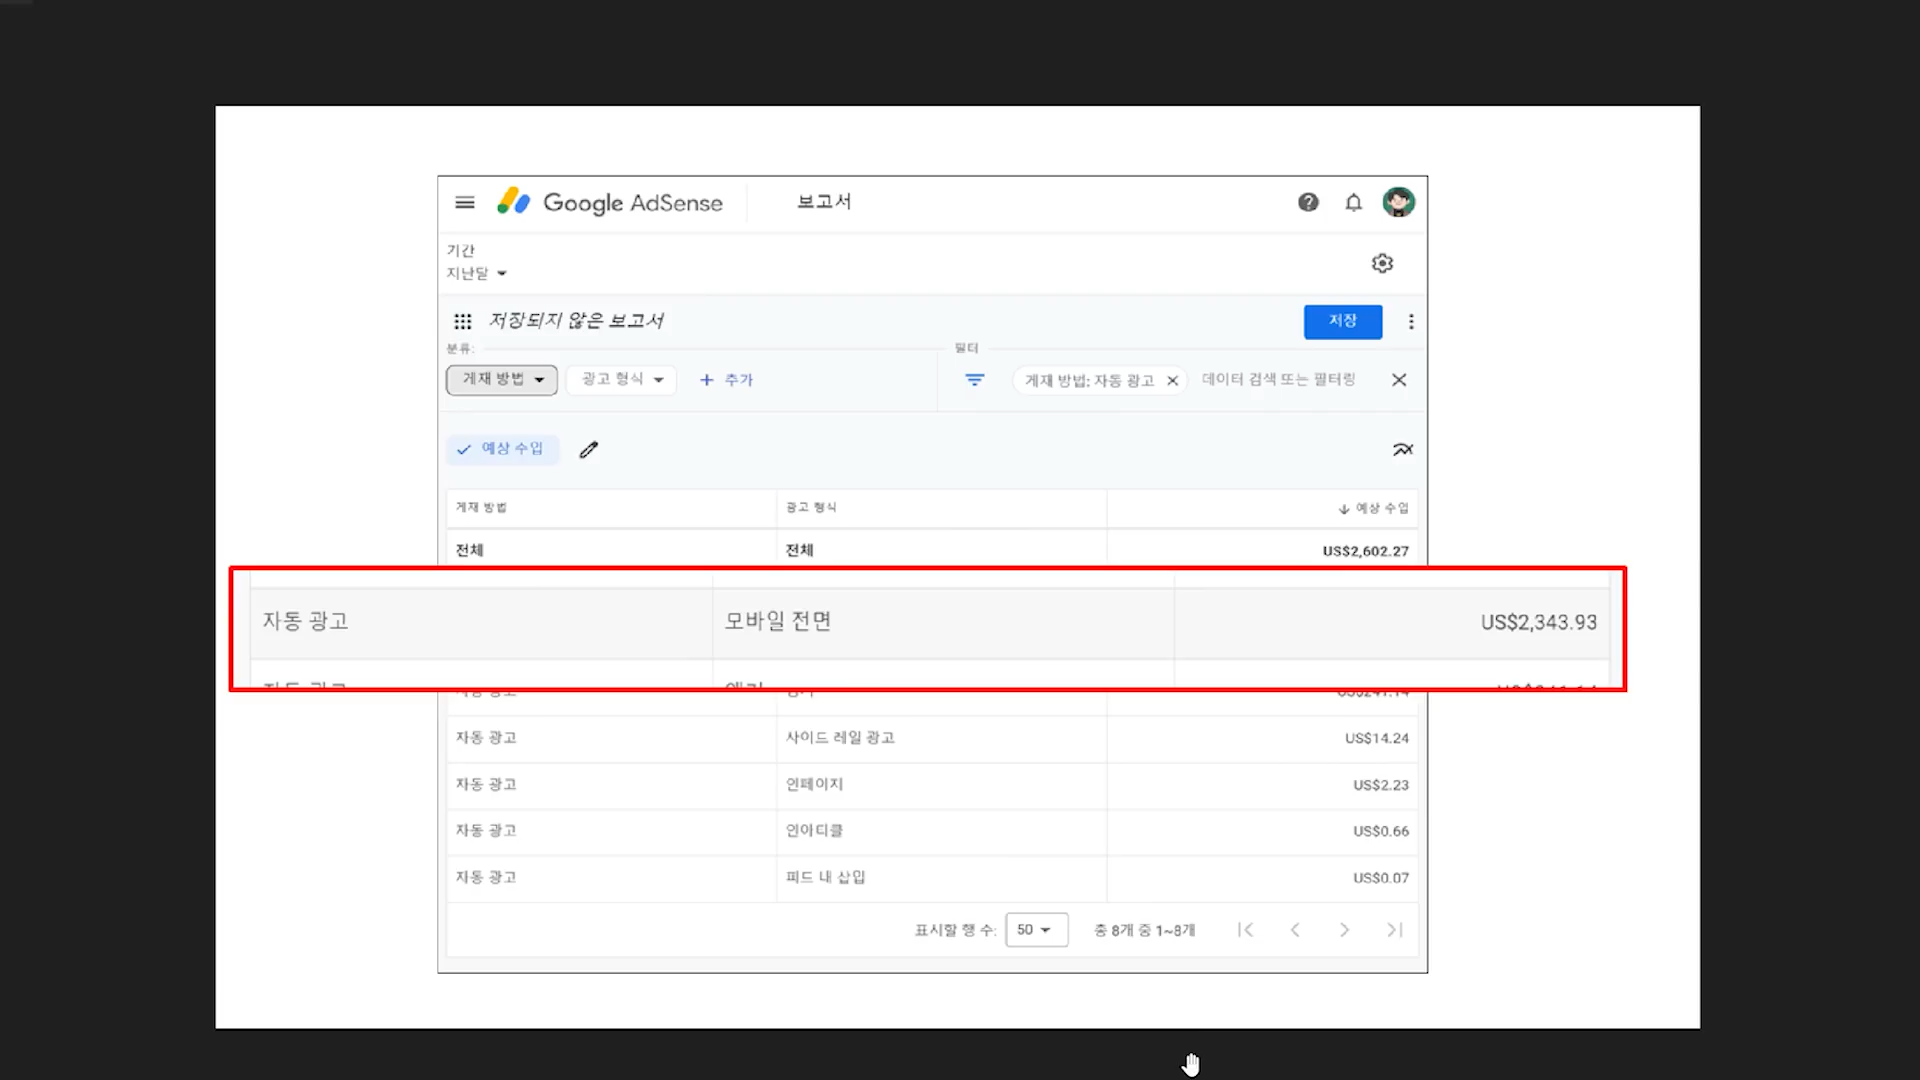 Google AdSense 보고서
기간
지난달
저장되지 않은 보고서 저장
분류: 필터
게재 방법 광고 형식 + 추가 게재 방법: 자동 광고 데이터 검색 또는 필터링
예상 수입
게재 방법 광고 형식 예상 수입
전체 전체 US$2,602.27
자동 광고 모바일 전면 US$2,343.93
자동 광고 사이드 레일 광고 US$14.24
자동 광고 인페이지 US$2.23
자동 광고 인아티클 US$0.66
자동 광고 피드 내 삽입 US$0.07
표시할 행 수: 50 총 8개 중 1~8개